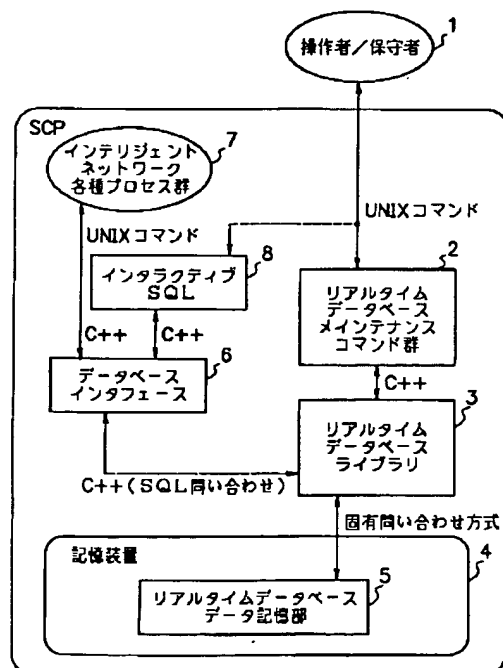 1
操作者／保守者
SCP
7
インテリジェント
ネットワーク
各種プロセス群
UNIXコマンド
UNIXコマンド
8
インタラクティブ
SQL
2
リアルタイム
データベース
メインテナンス
コマンド群
C++
C++
6
データベース
インタフェース
C++
3
リアルタイム
データベース
ライブラリ
C++(SQL問い合わせ)
固有問い合わせ方式
記憶装置
4
5
リアルタイムデータベース
データ記憶部